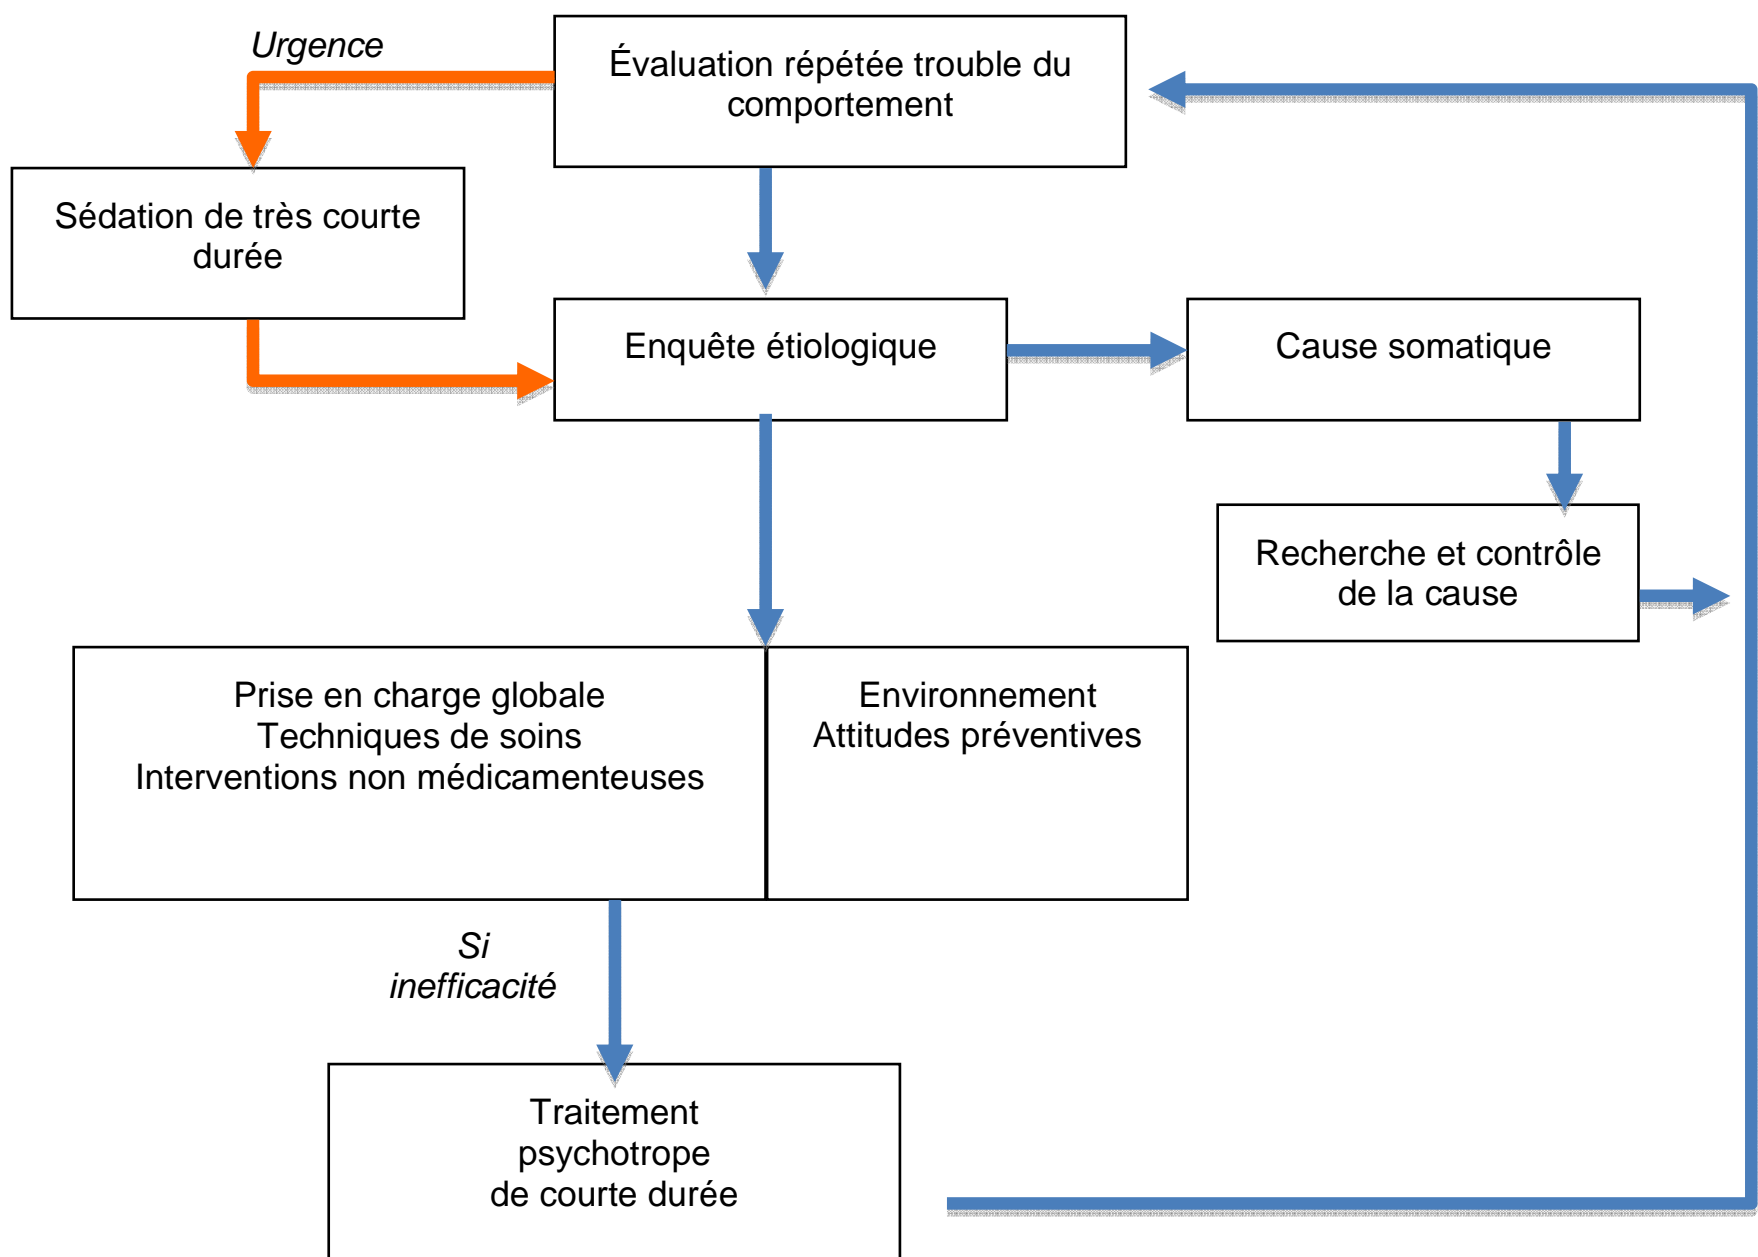 Urgence
Évaluation répétée trouble du
comportement
Sédation de très courte
durée
Enquête étiologique
Cause somatique
Recherche et contrôle
de la cause
Prise en charge globale
Techniques de soins
Interventions non médicamenteuses
Environnement
Attitudes préventives
Si
inefficacité
Traitement
psychotrope
de courte durée